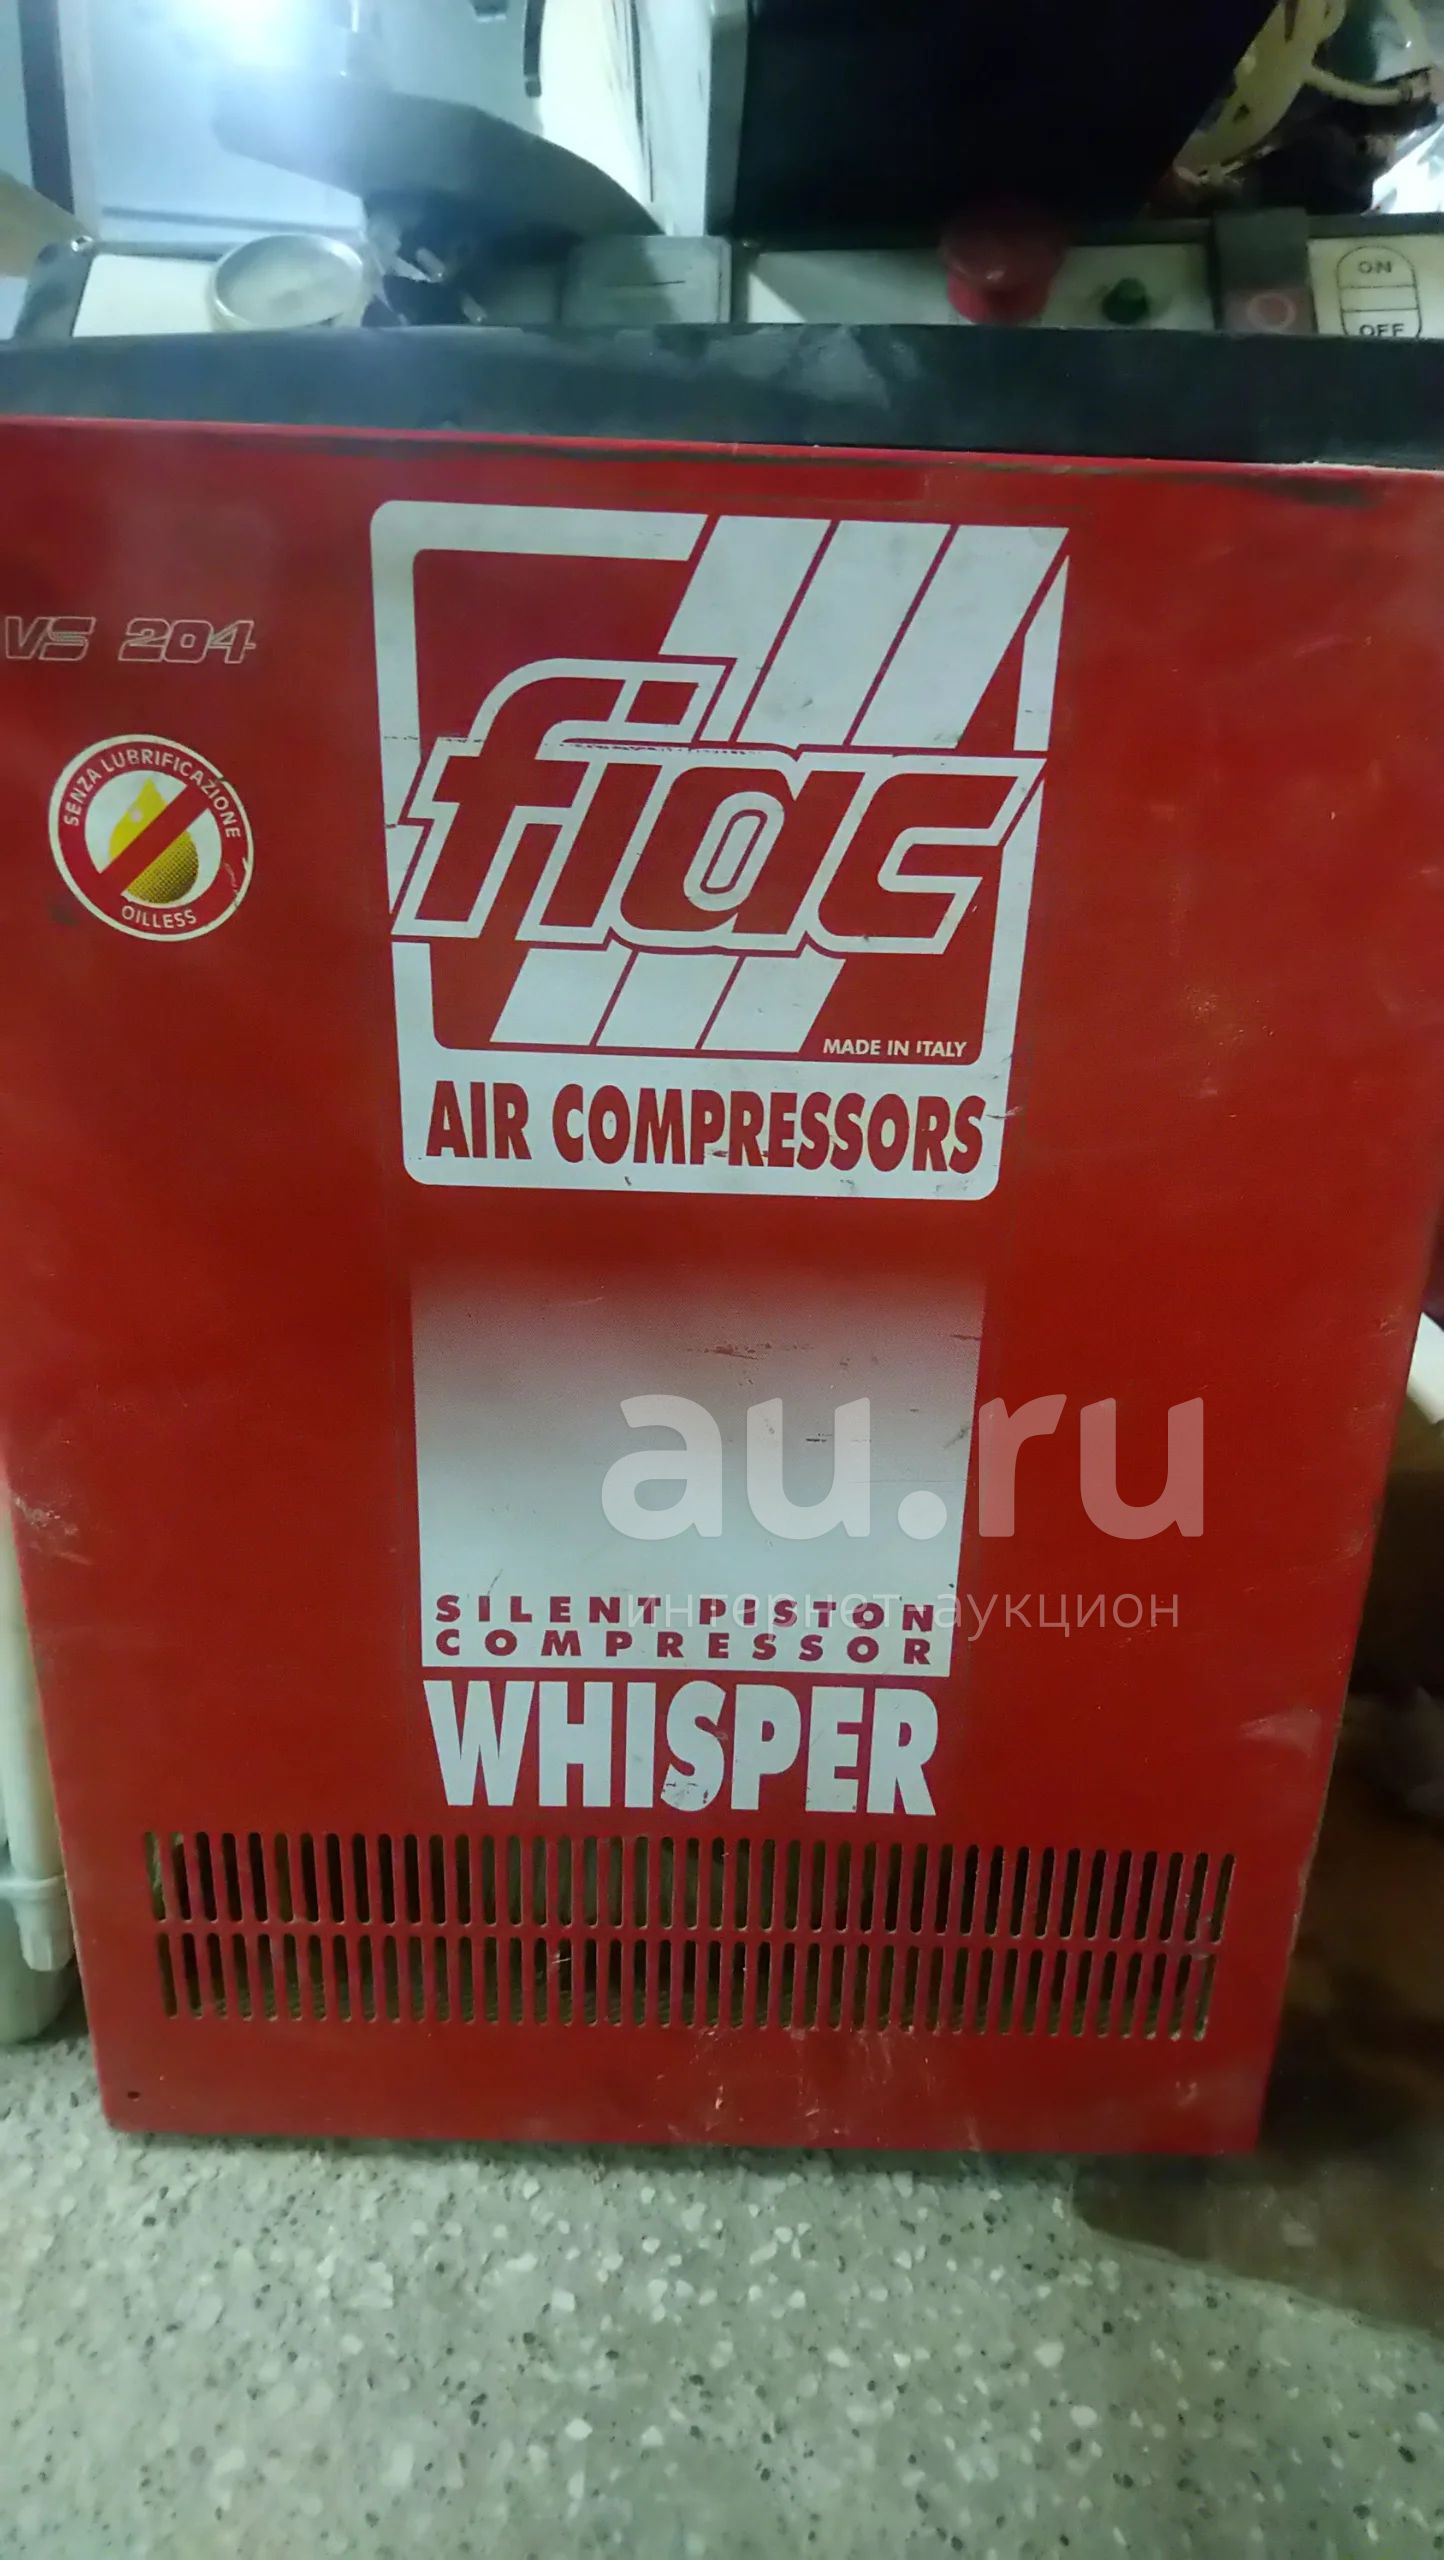 ON
OFF
VS 204
SENZA LUBRIFICAZIONE
OILLESS
fiac
MADE IN ITALY
AIR COMPRESSORS
au.ru
интернет-аукцион
SILENT PISTON
COMPRESSOR
WHISPER